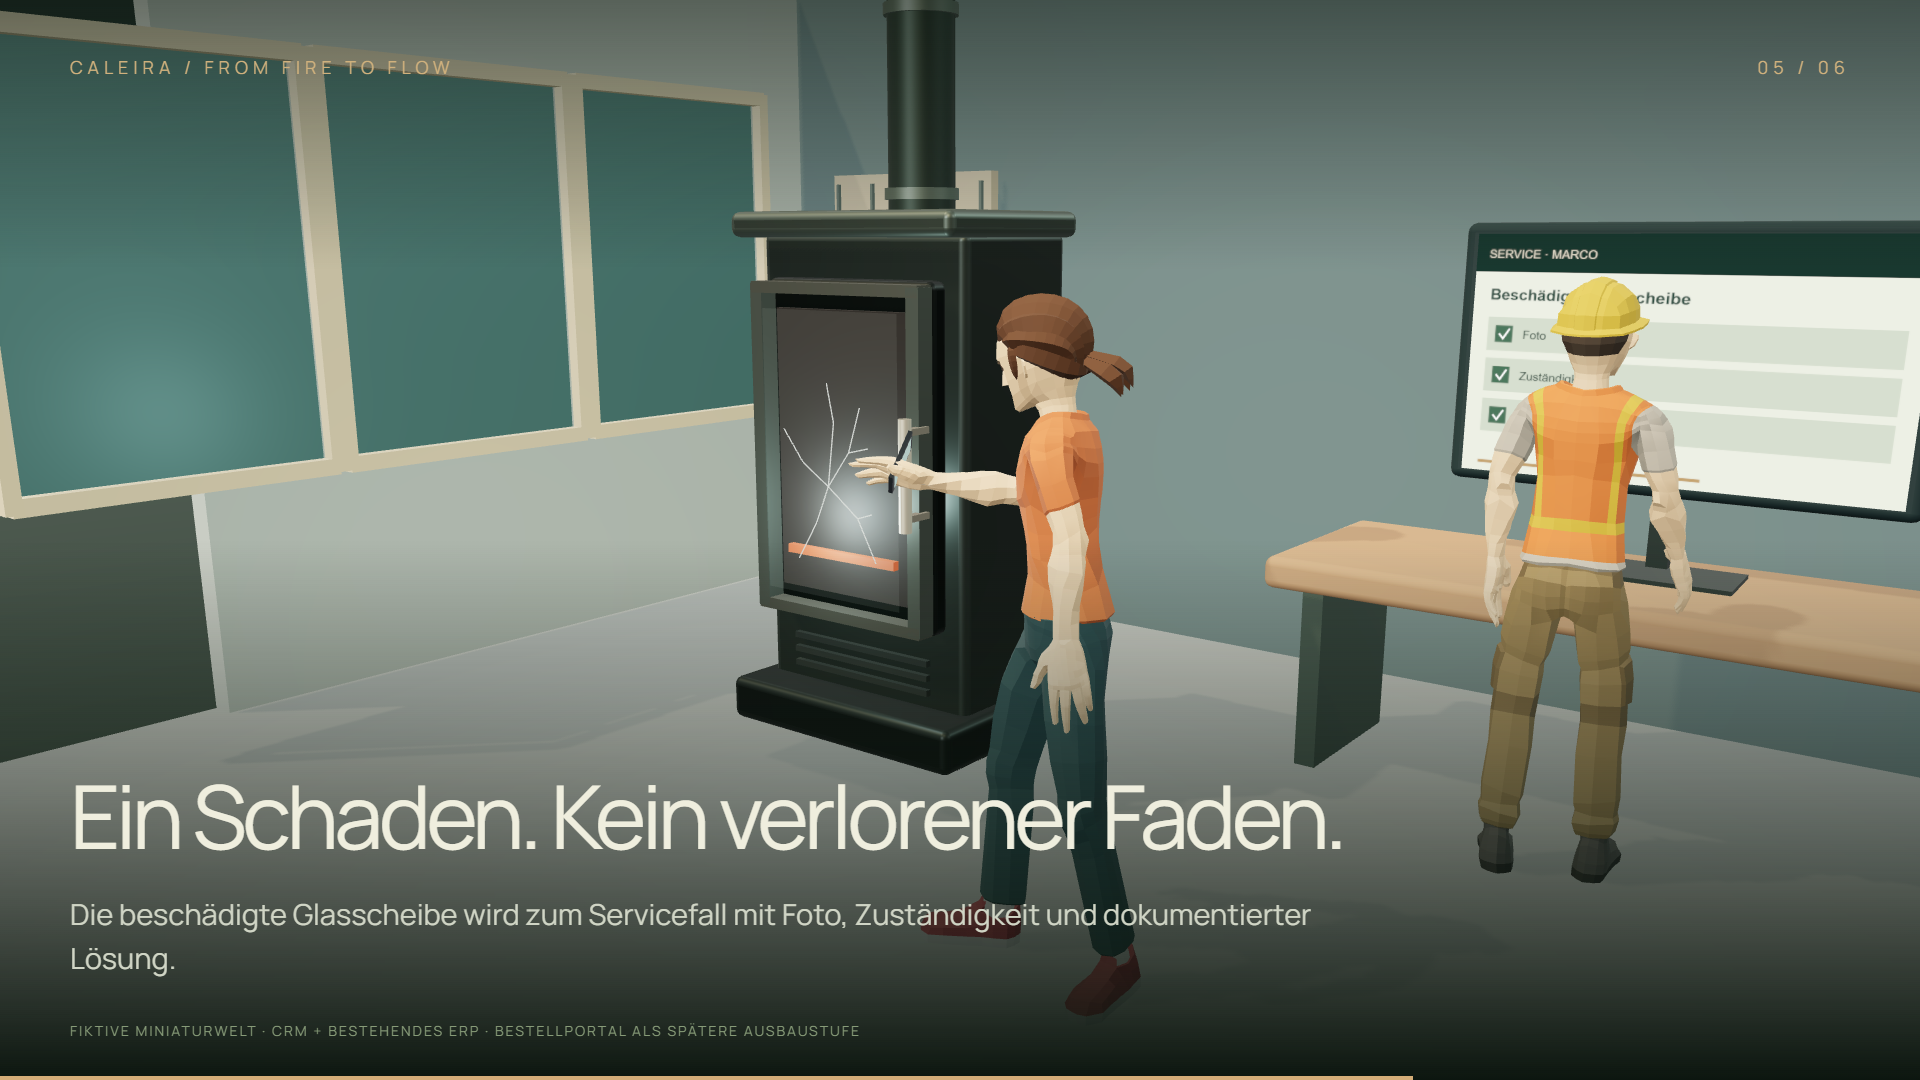 CALEIRA / FROM FIRE TO FLOW
05 / 06
SERVICE · MARCO
Foto
Ein Schaden. Kein verlorener Faden.
Die beschädigte Glasscheibe wird zum Servicefall mit Foto, Zuständigkeit und dokumentierter
Lösung.
FIKTIVE MINIATURWELT · CRM + BESTEHENDES ERP · BESTELLPORTAL ALS SPÄTERE AUSBAUSTUFE